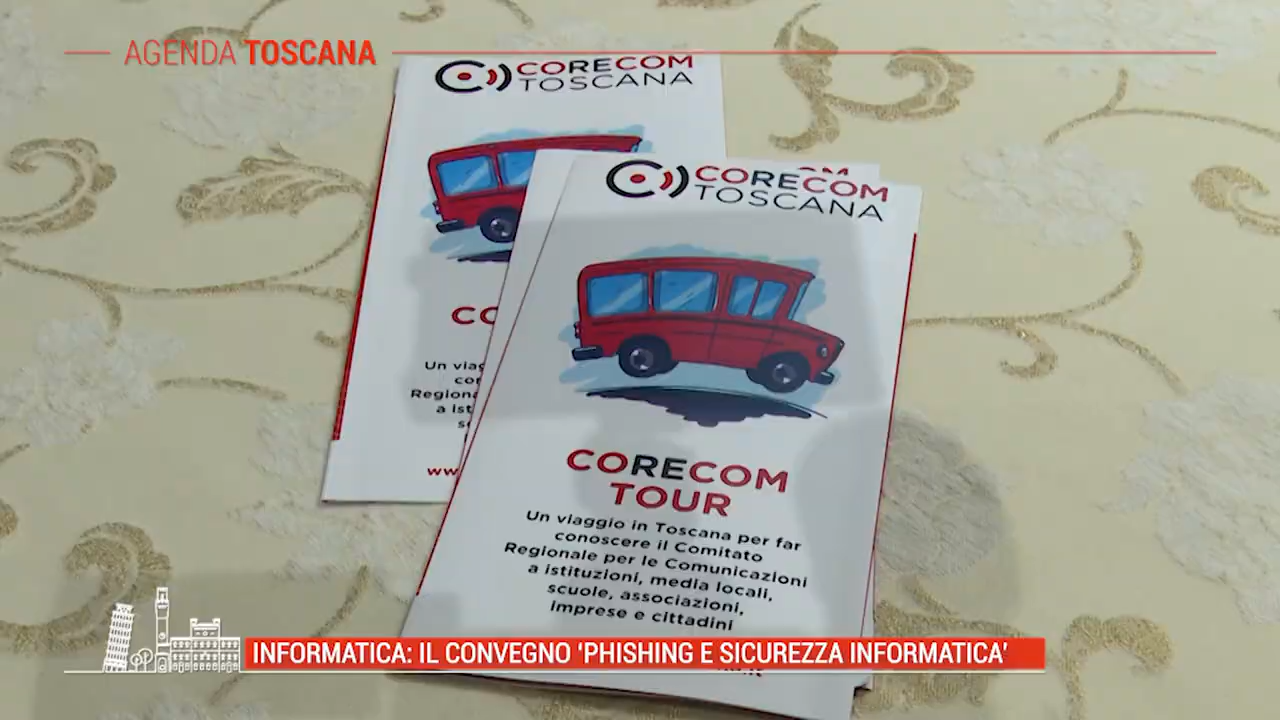 AGENDA TOSCANA
CORECOM
TOSCANA
CORECOM
TOSCANA
CORECOM
TOUR
Un viaggio in Toscana per far
conoscere il Comitato
Regionale per le Comunicazioni
a istituzioni, media locali,
scuole, associazioni,
imprese e cittadini
INFORMATICA: IL CONVEGNO 'PHISHING E SICUREZZA INFORMATICA'